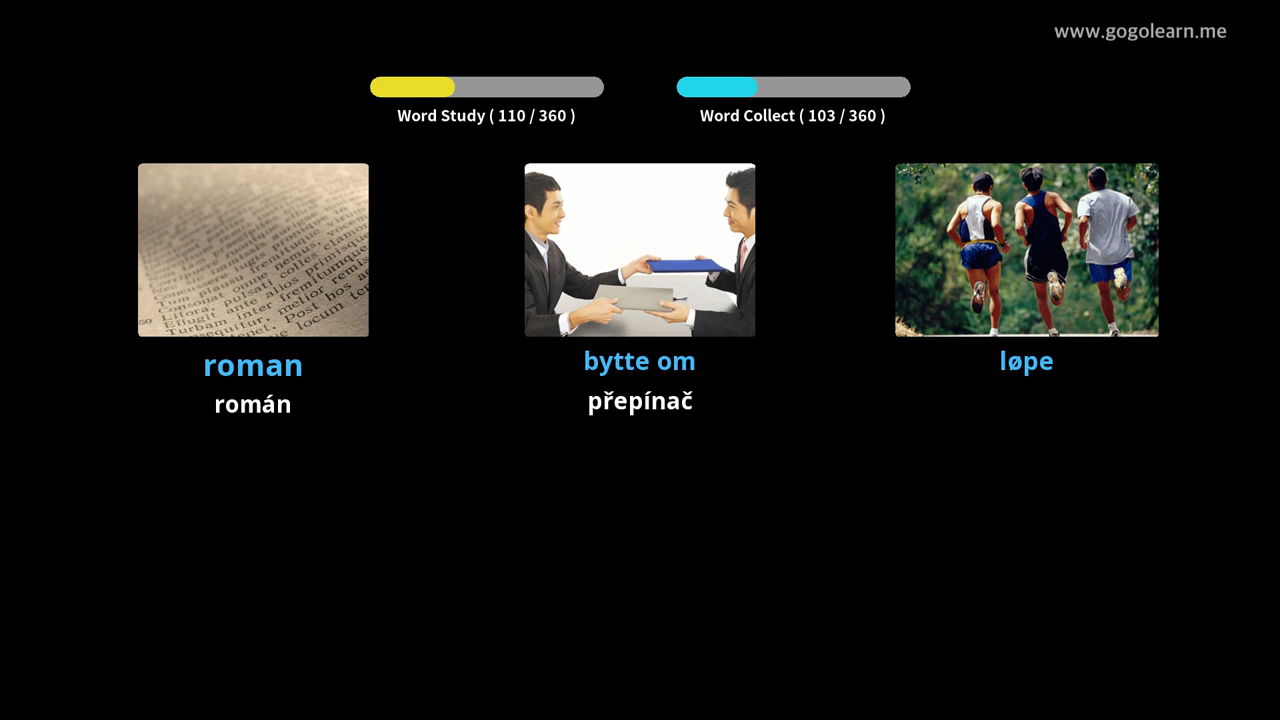 www.gogolearn.me
Word Study ( 110 / 360 )
Word Collect ( 103 / 360 )
roman
román
bytte om
přepínač
løpe